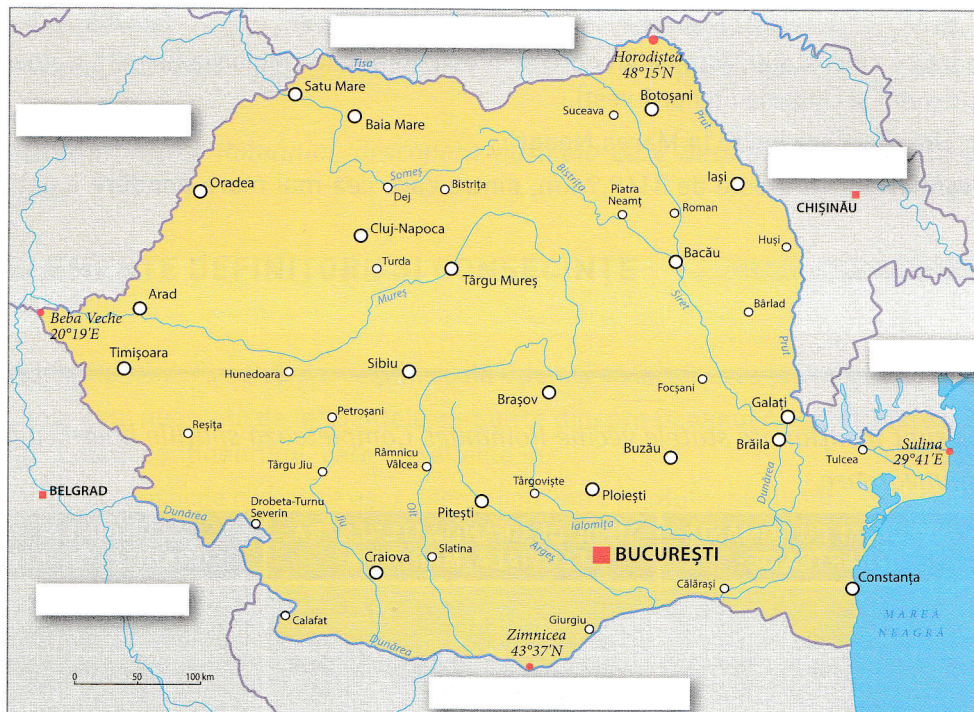 Horodiștea
48°15'N
Tisa
Satu Mare
Botoșani
Suceava
Baia Mare
Prut
Someș
Bistrița
Iași
Oradea
Dej
Bistrița
Piatra
Neamț
Roman
CHIȘINĂU
Cluj-Napoca
Huși
Turda
Bacău
Târgu Mureș
Mureș
Siret
Arad
Bârlad
Beba Veche
20°19'E
Prut
Timișoara
Hunedoara
Sibiu
Focșani
Brașov
Petroșani
Galați
Reșița
Sulina
29°41'E
Buzău
Brăila
Târgu Jiu
Râmnicu
Vâlcea
Tulcea
Târgoviște
Dunărea
BELGRAD
Ploiești
Drobeta-Turnu
Severin
Dunărea
Pitești
Olt
Jiu
Ialomița
Argeș
BUCUREȘTI
Slatina
Craiova
Călărași
Constanța
Calafat
Giurgiu
MAREA
NEAGRĂ
Dunărea
Zimnicea
43°37'N
0 50 100 km